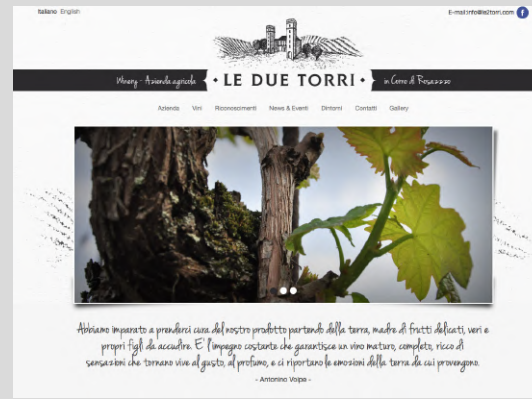 Italiano English
E-mail:info@le2torri.com f
Winery - Azienda agricola • LE DUE TORRI • in Corno di Rosazzo
Azienda Vini Riconoscimenti News & Eventi Dintorni Contatti Gallery
Abbiamo imparato a prenderci cura del nostro prodotto partendo della terra, madre di frutti delicati, veri e
propri figli da accudire. E' l'impegno costante che garantisce un vino maturo, completo, ricco di
sensazioni che tornano vive al gusto, al profumo, e ci riportano le emozioni della terra da cui provengono.
- Antonino Volpe -